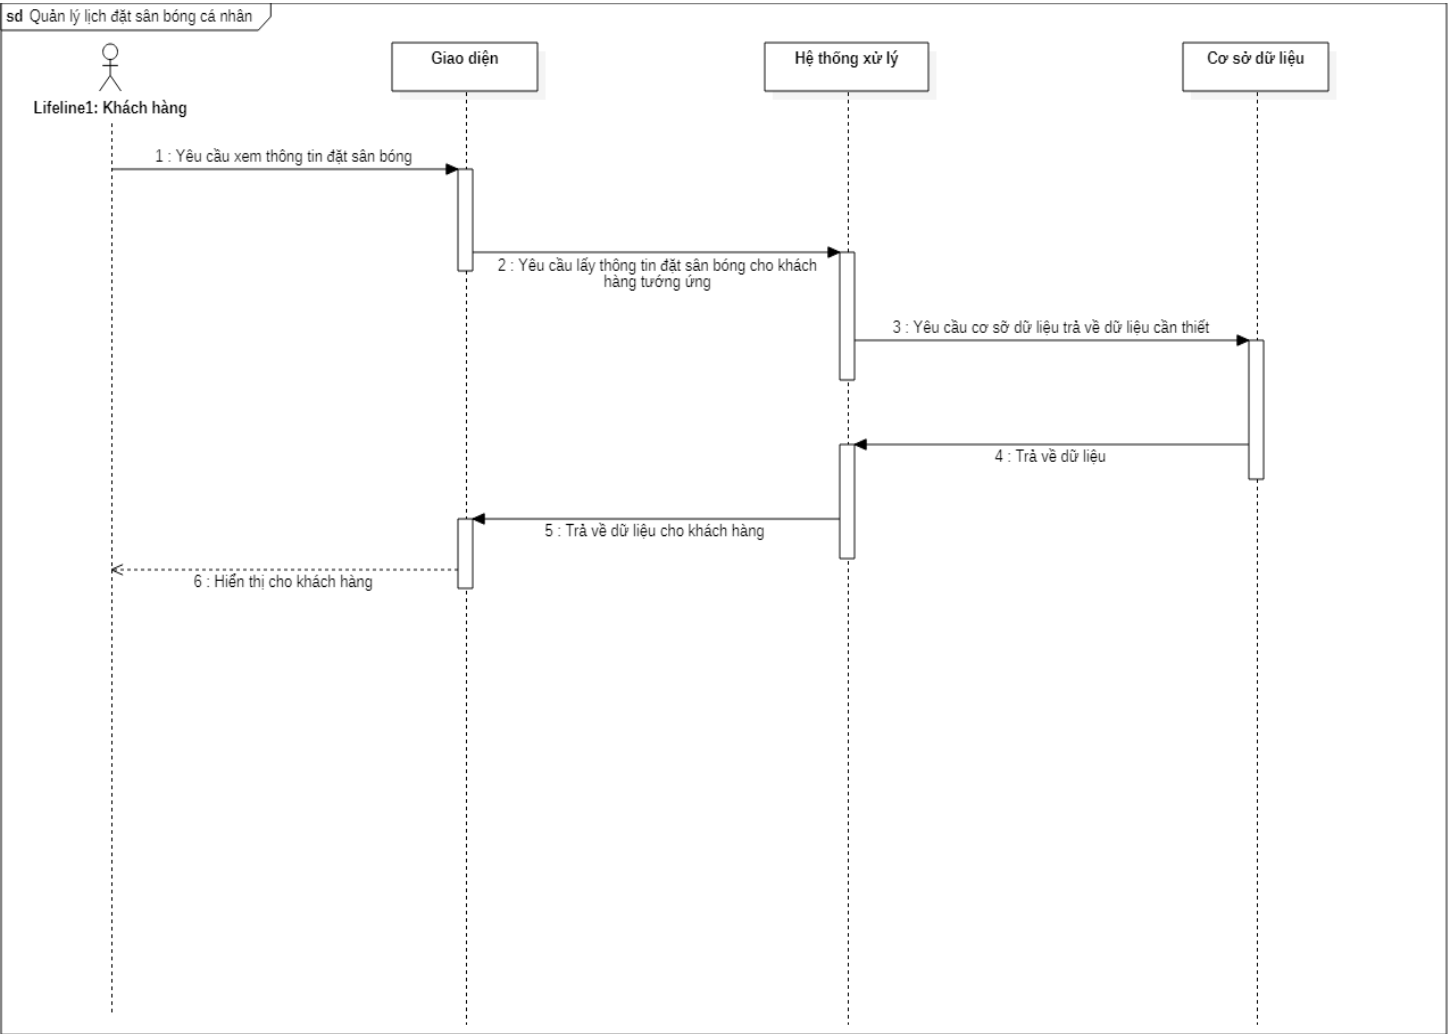 sd Quản lý lịch đặt sân bóng cá nhân
Lifeline1: Khách hàng
Giao diện
Hệ thống xử lý
Cơ sở dữ liệu
1 : Yêu cầu xem thông tin đặt sân bóng
2 : Yêu cầu lấy thông tin đặt sân bóng cho khách
hàng tướng ứng
3 : Yêu cầu cơ sỡ dữ liệu trả về dữ liệu cần thiết
4 : Trả về dữ liệu
5 : Trả về dữ liệu cho khách hàng
6 : Hiển thị cho khách hàng